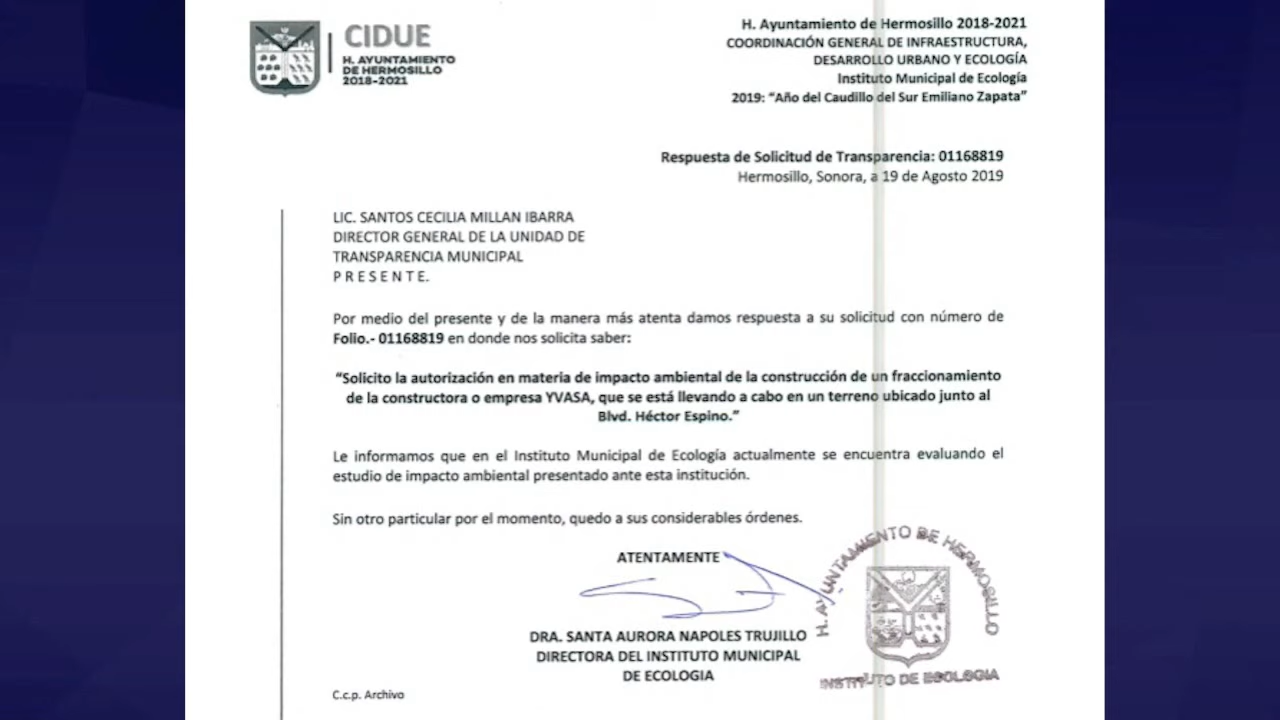 CIDUE
H. AYUNTAMIENTO
DE HERMOSILLO
2018-2021
H. Ayuntamiento de Hermosillo 2018-2021
COORDINACIÓN GENERAL DE INFRAESTRUCTURA,
DESARROLLO URBANO Y ECOLOGÍA
Instituto Municipal de Ecología
2019: “Año del Caudillo del Sur Emiliano Zapata”
Respuesta de Solicitud de Transparencia: 01168819
Hermosillo, Sonora, a 19 de Agosto 2019
LIC. SANTOS CECILIA MILLAN IBARRA
DIRECTOR GENERAL DE LA UNIDAD DE
TRANSPARENCIA MUNICIPAL
P R E S E N T E.
Por medio del presente y de la manera más atenta damos respuesta a su solicitud con número de
Folio.- 01168819 en donde nos solicita saber:
“Solicito la autorización en materia de impacto ambiental de la construcción de un fraccionamiento
de la constructora o empresa YVASA, que se está llevando a cabo en un terreno ubicado junto al
Blvd. Héctor Espino.”
Le informamos que en el Instituto Municipal de Ecología actualmente se encuentra evaluando el
estudio de impacto ambiental presentado ante esta institución.
Sin otro particular por el momento, quedo a sus considerables órdenes.
ATENTAMENTE
DRA. SANTA AURORA NAPOLES TRUJILLO
DIRECTORA DEL INSTITUTO MUNICIPAL
DE ECOLOGIA
H. AYUNTAMIENTO DE HERMOSILLO
INSTITUTO DE ECOLOGIA
C.c.p. Archivo